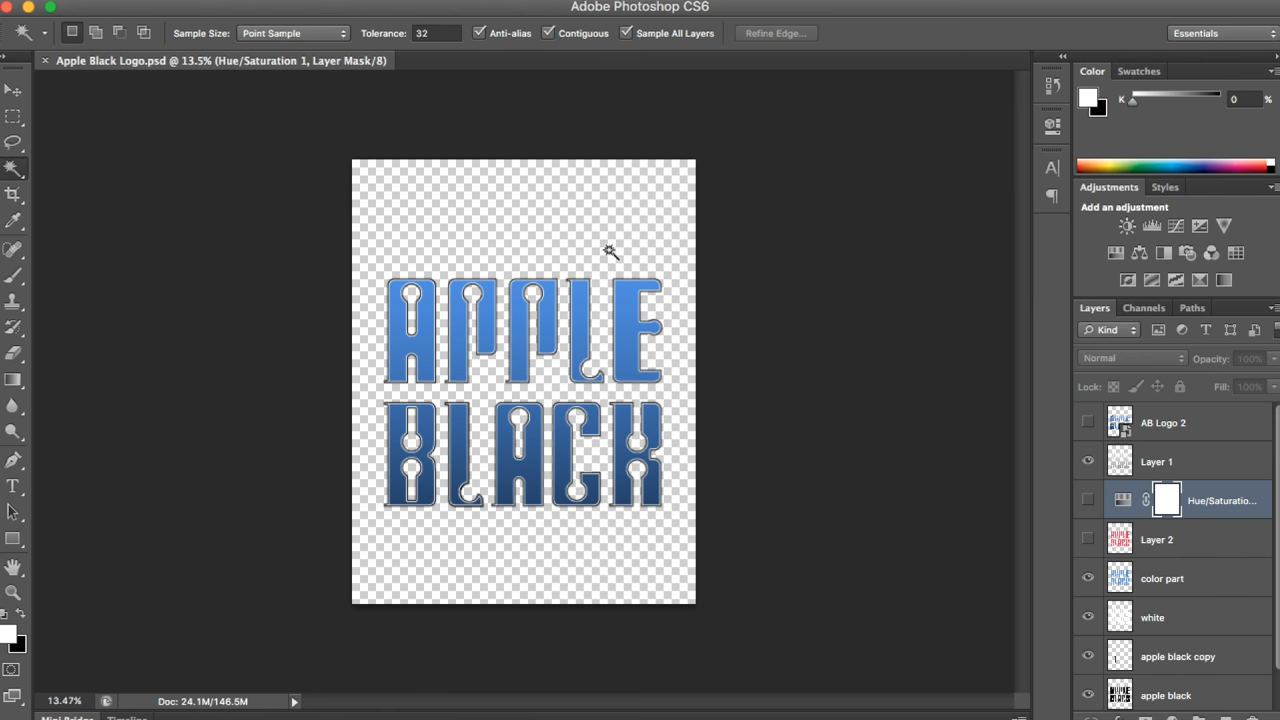 Adobe Photoshop CS6
Sample Size: Point Sample Tolerance: 32 Anti-alias Contiguous Sample All Layers Refine Edge... Essentials
× Apple Black Logo.psd @ 13.5% (Hue/Saturation 1, Layer Mask/8)
Color Swatches
K 0 %
Adjustments Styles
Add an adjustment
APPLE
BLACK
Layers Channels Paths
Kind
Normal Opacity: 100%
Lock: Fill: 100%
AB Logo 2
Layer 1
Hue/Saturatio...
Layer 2
color part
white
apple black copy
apple black
13.47% Doc: 24.1M/146.5M
Mini Bridge Timeline